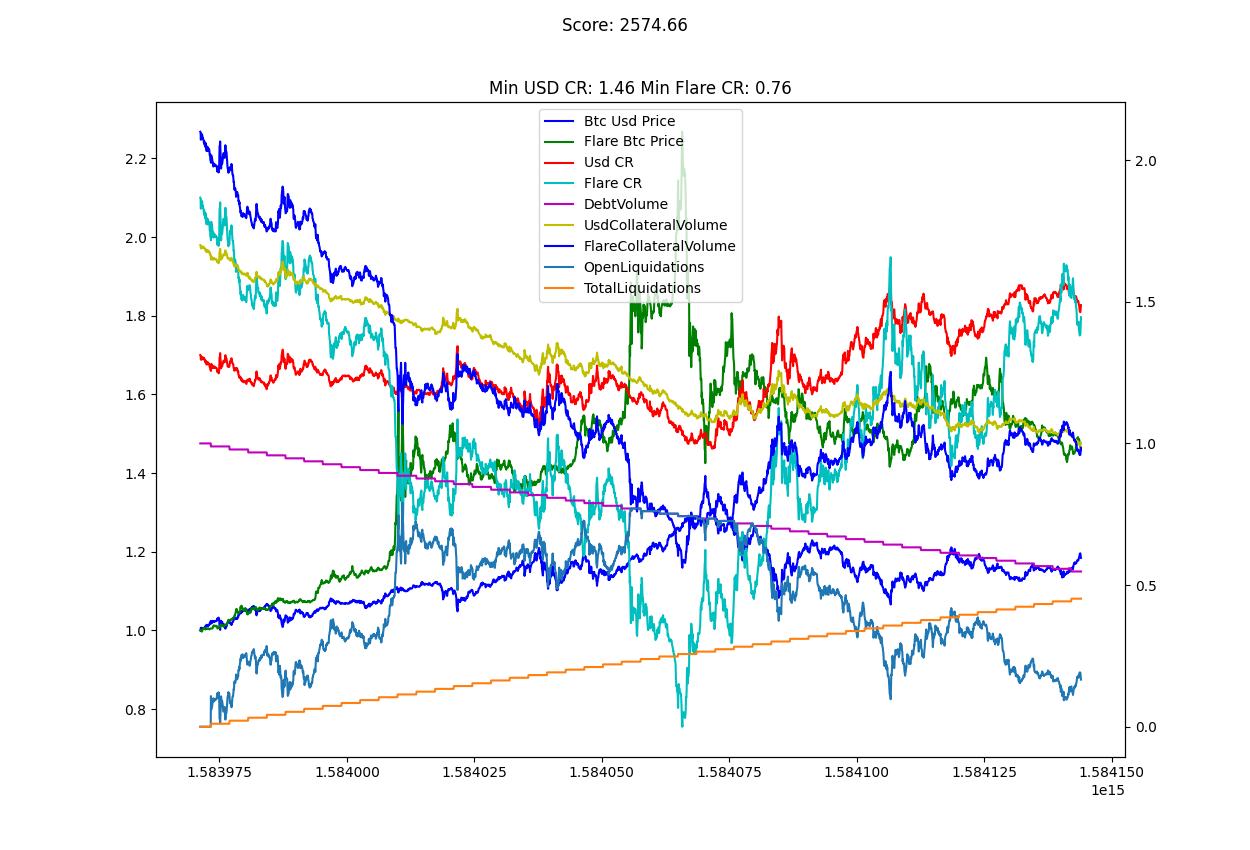 Score: 2574.66
Min USD CR: 1.46 Min Flare CR: 0.76
Btc Usd Price
Flare Btc Price
Usd CR
Flare CR
DebtVolume
UsdCollateralVolume
FlareCollateralVolume
OpenLiquidations
TotalLiquidations
2.2
2.0
1.8
1.6
1.4
1.2
1.0
0.8
2.0
1.5
1.0
0.5
0.0
1.583975 1.584000 1.584025 1.584050 1.584075 1.584100 1.584125 1.584150
1e15